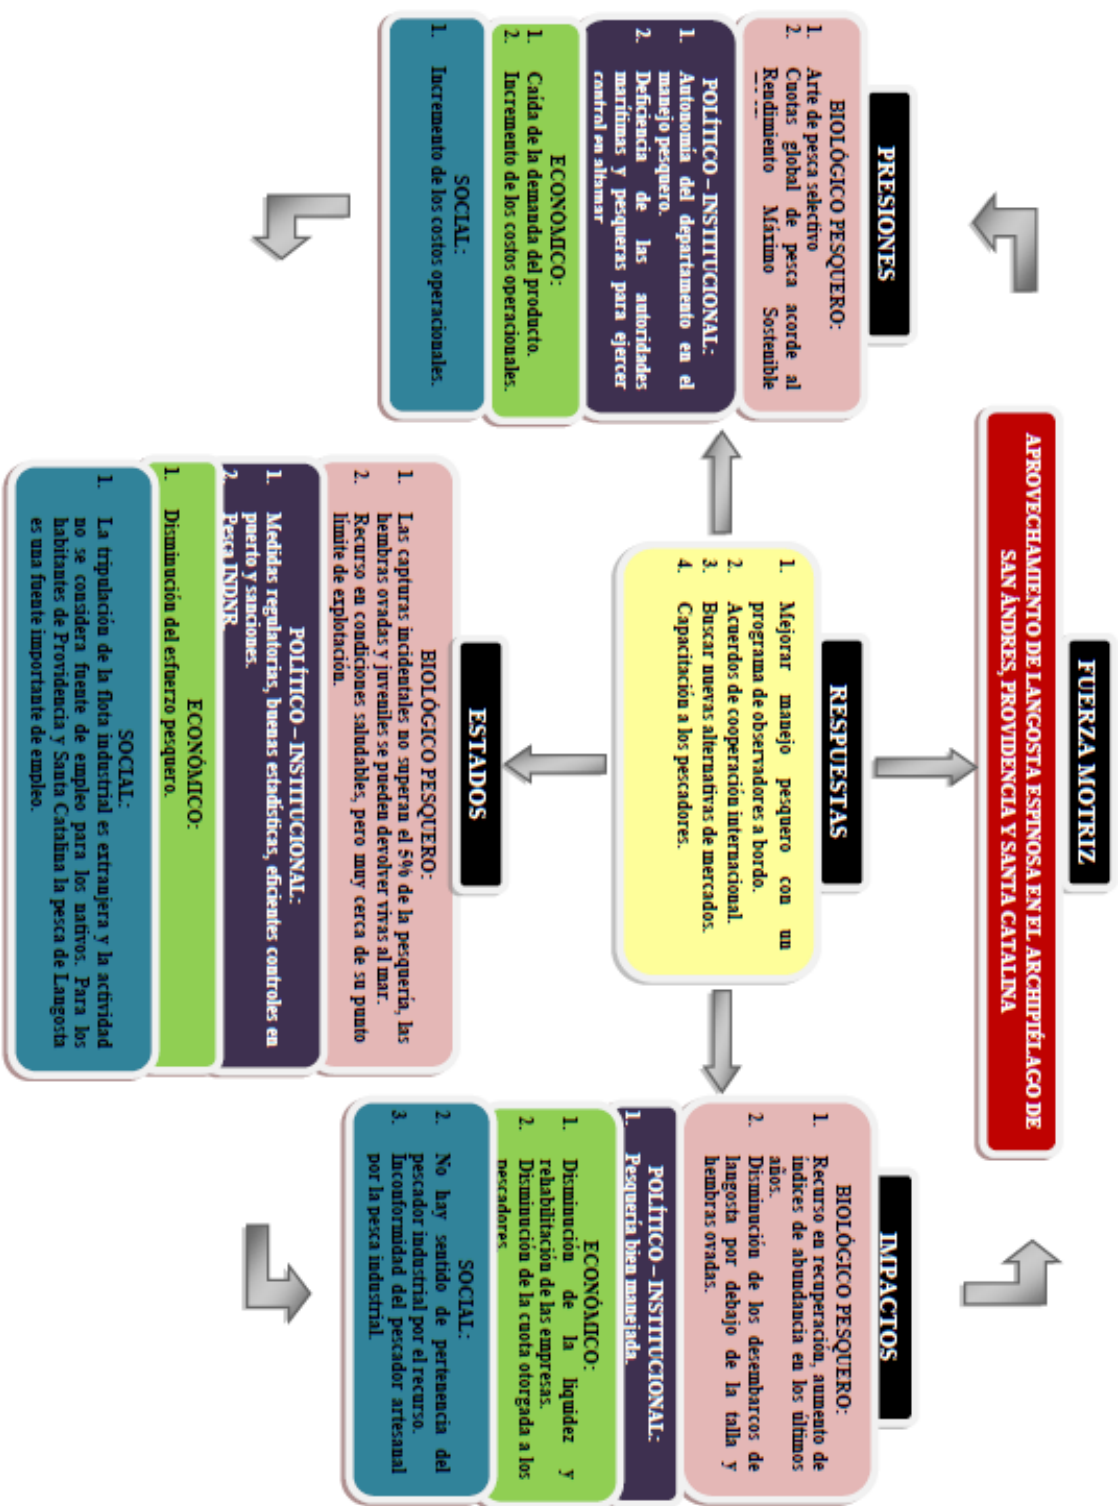 FUERZA MOTRIZ
APROVECHAMIENTO DE LANGOSTA ESPINOSA EN EL ARCHIPIÉLAGO DE
SAN ÁNDRES, PROVIDENCIA Y SANTA CATALINA
PRESIONES
BIOLÓGICO PESQUERO:
1. Arte de pesca selectivo
2. Cuotas global de pesca acorde al
Rendimiento Máximo Sostenible
POLÍTICO – INSTITUCIONAL:
1. Autonomía del departamento en el
manejo pesquero.
2. Deficiencia de las autoridades
marítimas y pesqueras para ejercer
control en altamar
ECONÓMICO:
1. Caída de la demanda del producto.
2. Incremento de los costos operacionales.
SOCIAL:
1. Incremento de los costos operacionales.
RESPUESTAS
1. Mejorar manejo pesquero con un
programa de observadores a bordo.
2. Acuerdos de cooperación internacional.
3. Buscar nuevas alternativas de mercados.
4. Capacitación a los pescadores.
ESTADOS
BIOLÓGICO PESQUERO:
1. Las capturas incidentales no superan el 5% de la pesquería, las
hembras ovadas y juveniles se pueden devolver vivas al mar.
2. Recurso en condiciones saludables, pero muy cerca de su punto
límite de explotación.
POLÍTICO – INSTITUCIONAL:
1. Medidas regulatorias, buenas estadísticas, eficientes controles en
puerto y sanciones.
2. Pesca INDNR
ECONÓMICO:
1. Disminución del esfuerzo pesquero.
SOCIAL:
1. La tripulación de la flota industrial es extranjera y la actividad
no se considera fuente de empleo para los nativos. Para los
habitantes de Providencia y Santa Catalina la pesca de Langosta
es una fuente importante de empleo.
IMPACTOS
BIOLÓGICO PESQUERO:
1. Recurso en recuperación, aumento de
índices de abundancia en los últimos
años.
2. Disminución de los desembarcos de
langosta por debajo de la talla y
hembras ovadas.
POLÍTICO – INSTITUCIONAL:
1. Pesquería bien manejada.
ECONÓMICO:
1. Disminución de la liquidez y
rehabilitación de las empresas.
2. Disminución de la cuota otorgada a los
pescadores.
SOCIAL:
2. No hay sentido de pertenencia del
pescador industrial por el recurso.
3. Inconformidad del pescador artesanal
por la pesca industrial.